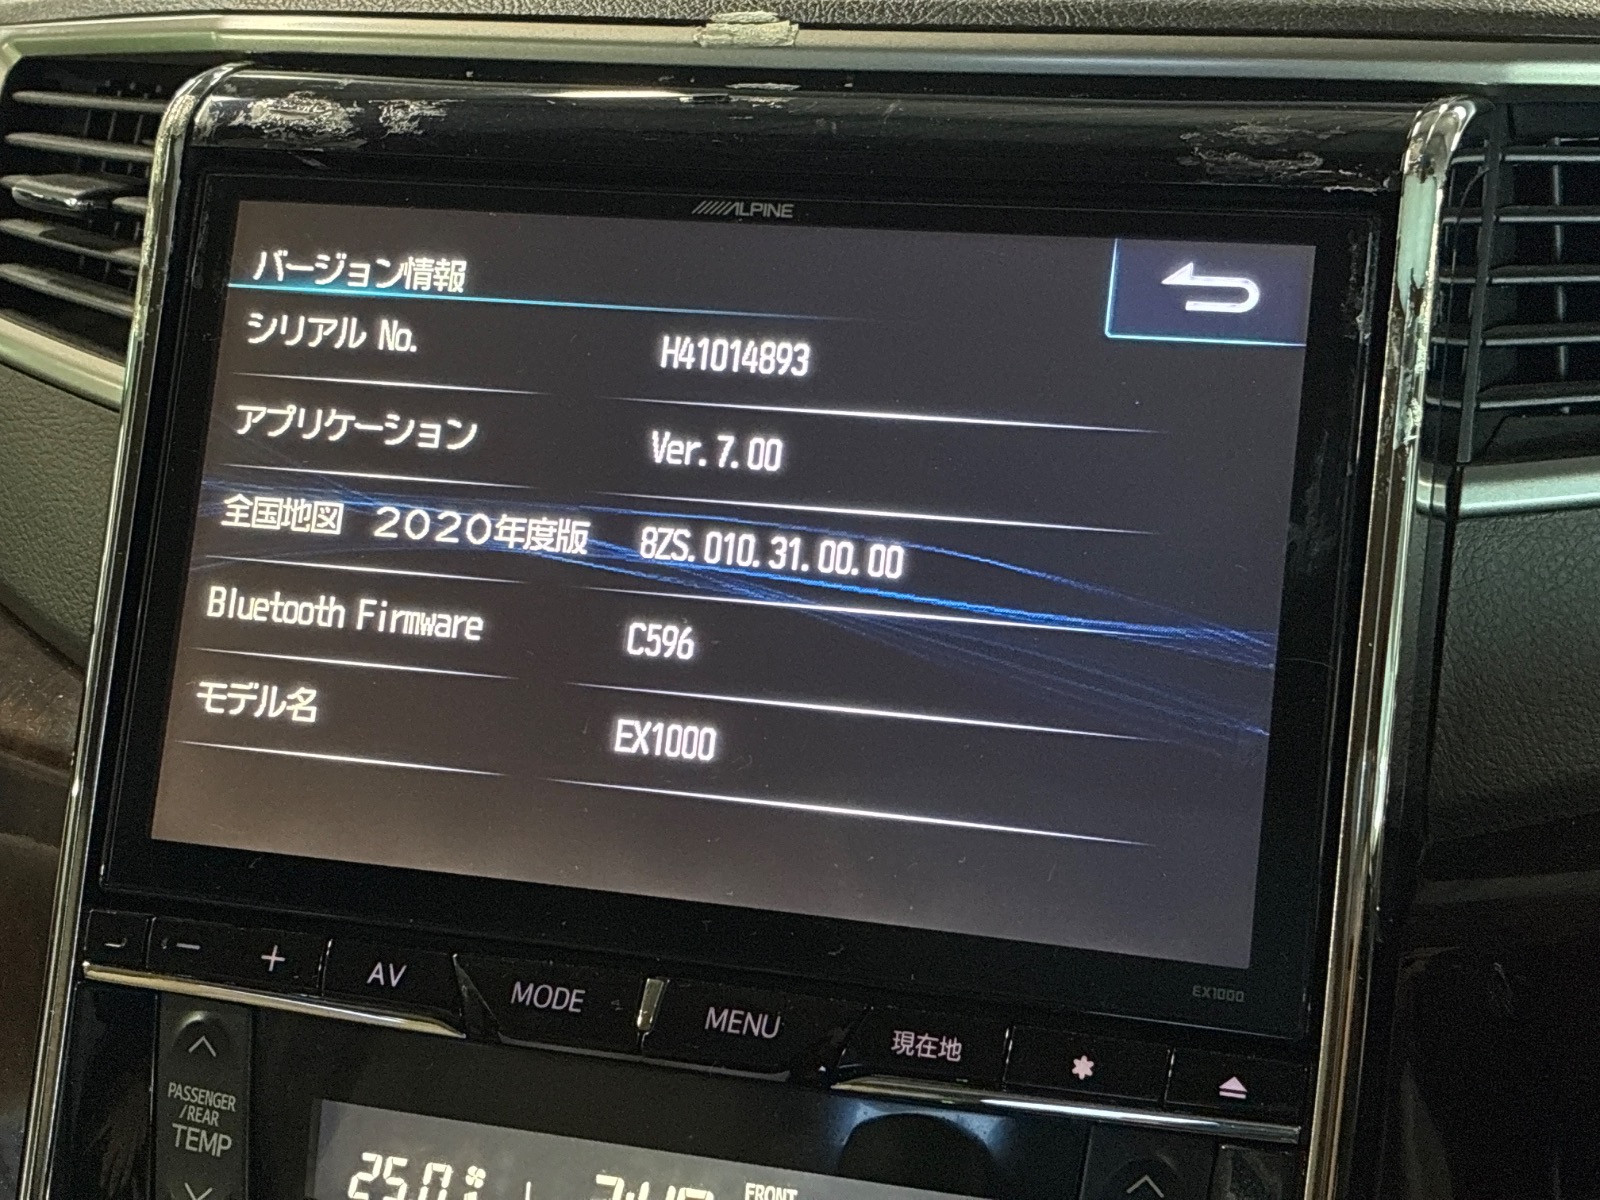 ALPINE
バージョン情報
シリアル No. H41014893
アプリケーション Ver. 7.00
全国地図 2020年度版 8ZS. 010. 31. 00. 00
Bluetooth Firmware C596
モデル名 EX1000
EX1000
− + AV MODE MENU 現在地 *
PASSENGER
/REAR
TEMP
25.0
FRONT